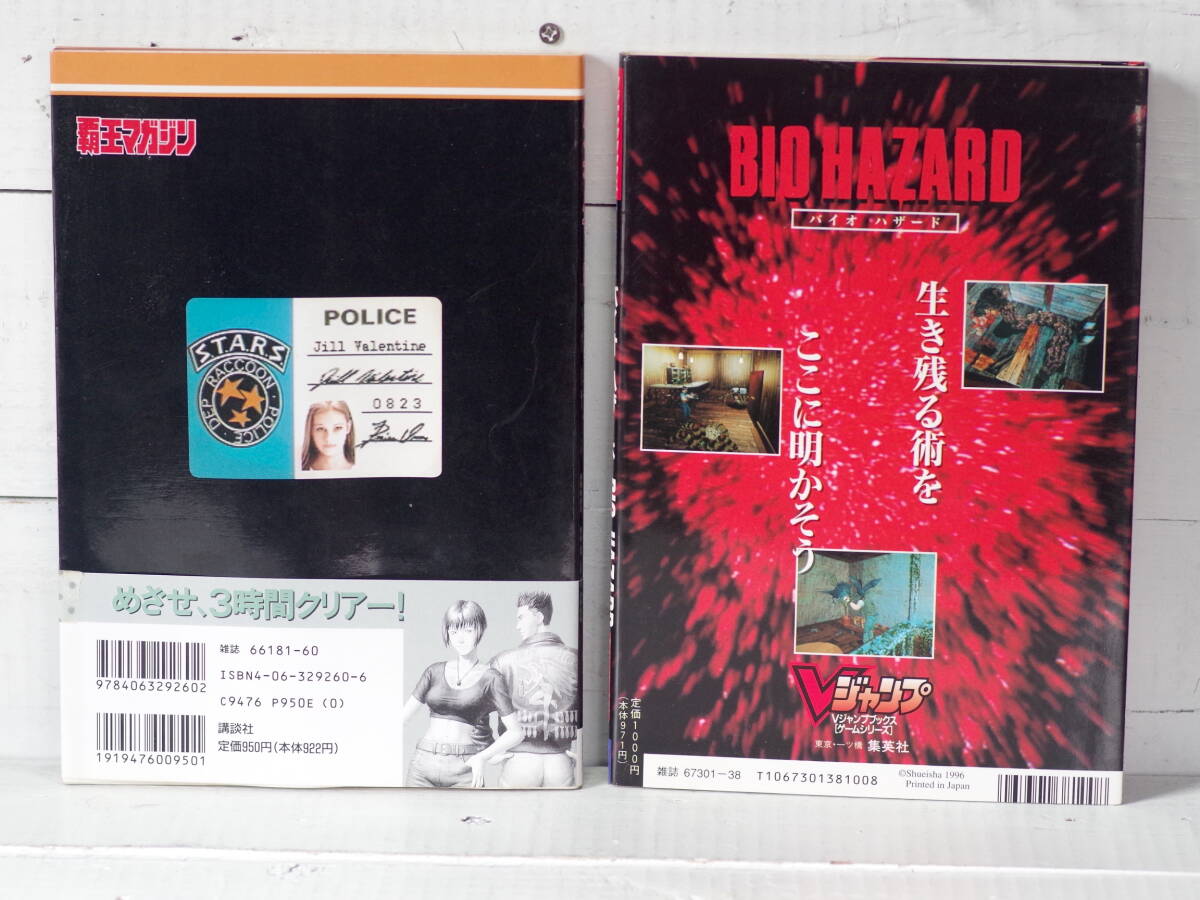 覇王マガジン
POLICE
Jill Valentine
Jill Valentine
0823
S.T.A.R.S.
RACCOON・POLICE・DEP
めざせ、3時間クリアー!
雑誌 66181-60
ISBN4-06-329260-6
C9476 P950E (0)
講談社
定価950円(本体922円)
9784063292602
1919476009501
BIO HAZARD
BIO HAZARD
バイオ ハザード
生き残る術を
ここに明かそう
Vジャンプ
Vジャンプブックス
[ゲームシリーズ]
東京・一ツ橋 集英社
定価1000円
(本体971円)
雑誌 67301-38
T1067301381008
©Shueisha 1996
Printed in Japan